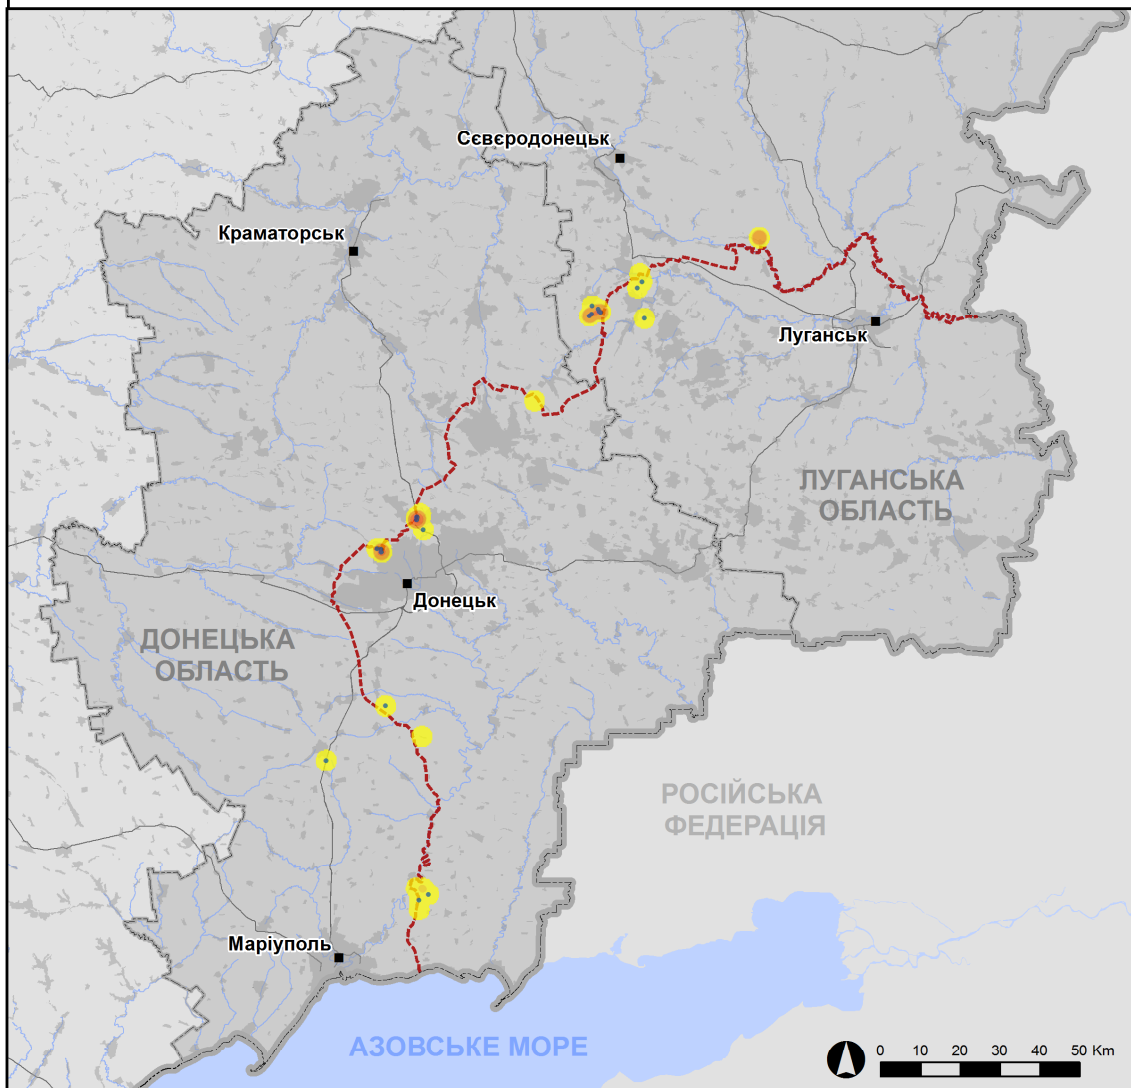 Сєвєродонецьк
Краматорськ
Луганськ
ЛУГАНСЬКА
ОБЛАСТЬ
Донецьк
ДОНЕЦЬКА
ОБЛАСТЬ
РОСІЙСЬКА
ФЕДЕРАЦІЯ
Маріуполь
АЗОВСЬКЕ МОРЕ
0 10 20 30 40 50 Km